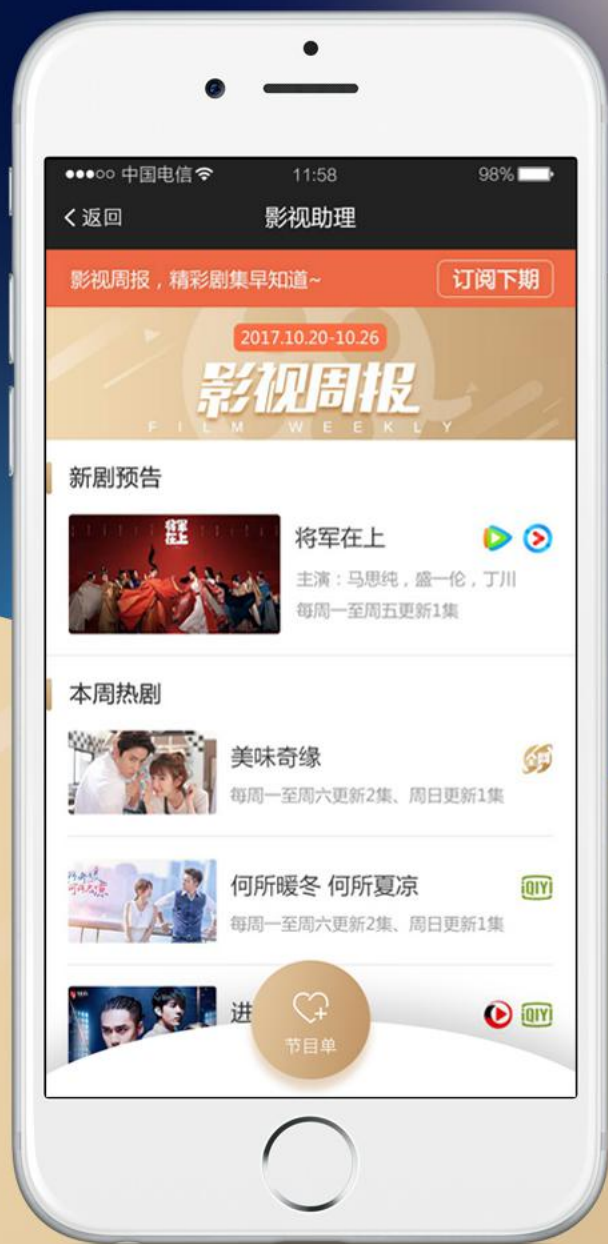 中国电信
11:58
98%
返回
影视助理
影视周报，精彩剧集早知道~
订阅下期
2017.10.20-10.26
影视周报
FILM WEEKLY
新剧预告
将军在上
将军在上
主演：马思纯，盛一伦，丁川
每周一至周五更新1集
本周热剧
美味奇缘
全网
每周一至周六更新2集、周日更新1集
何所暖冬 何所夏凉
iQIYI
每周一至周六更新2集、周日更新1集
进
iQIYI
节目单